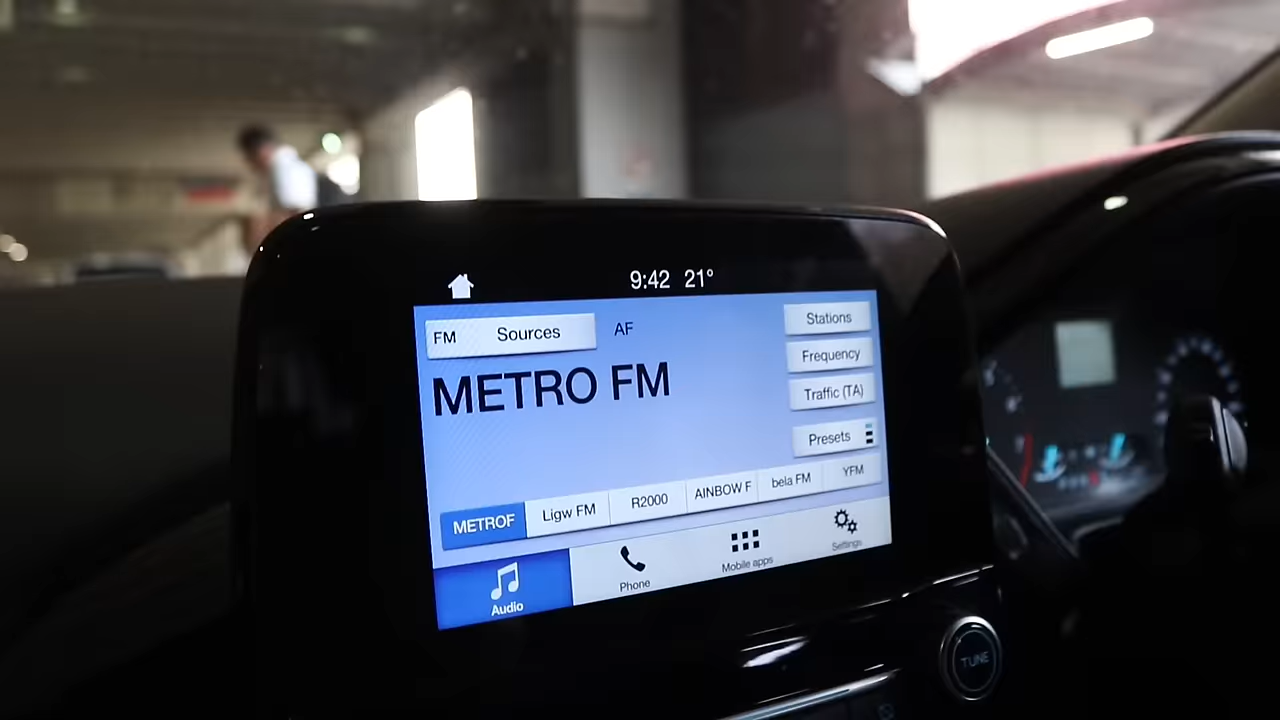 9:42 21°
FM Sources AF
METRO FM
Stations
Frequency
Traffic (TA)
Presets
METROF Ligw FM R2000 AINBOW F bela FM YFM
Audio Phone Mobile apps Settings
TUNE